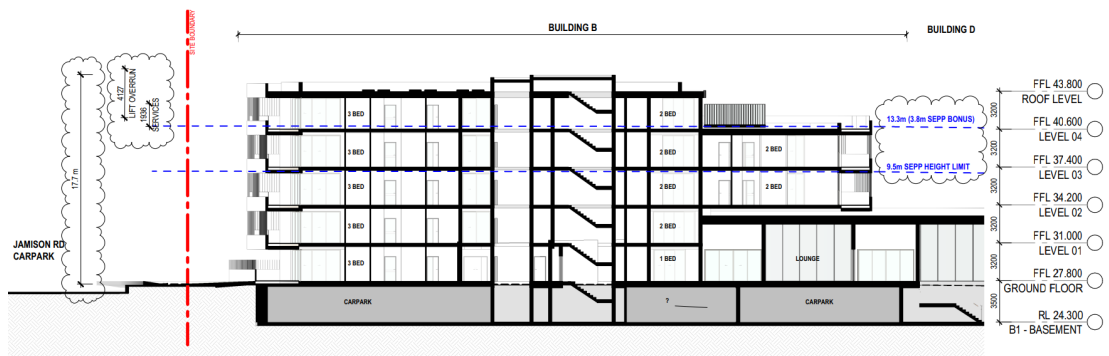 BUILDING B
BUILDING D
SITE BOUNDARY
4127
LIFT OVERRUN
1936
SERVICES
17.7 m
JAMISON RD
CARPARK
3 BED
2 BED
3 BED
2 BED
2 BED
3 BED
2 BED
2 BED
3 BED
2 BED
3 BED
1 BED
LOUNGE
CARPARK
?
CARPARK
13.3m (3.8m SEPP BONUS)
9.5m SEPP HEIGHT LIMIT
FFL 43.800
ROOF LEVEL
3200
FFL 40.600
LEVEL 04
3200
FFL 37.400
LEVEL 03
3200
FFL 34.200
LEVEL 02
3200
FFL 31.000
LEVEL 01
3200
FFL 27.800
GROUND FLOOR
3500
RL 24.300
B1 - BASEMENT